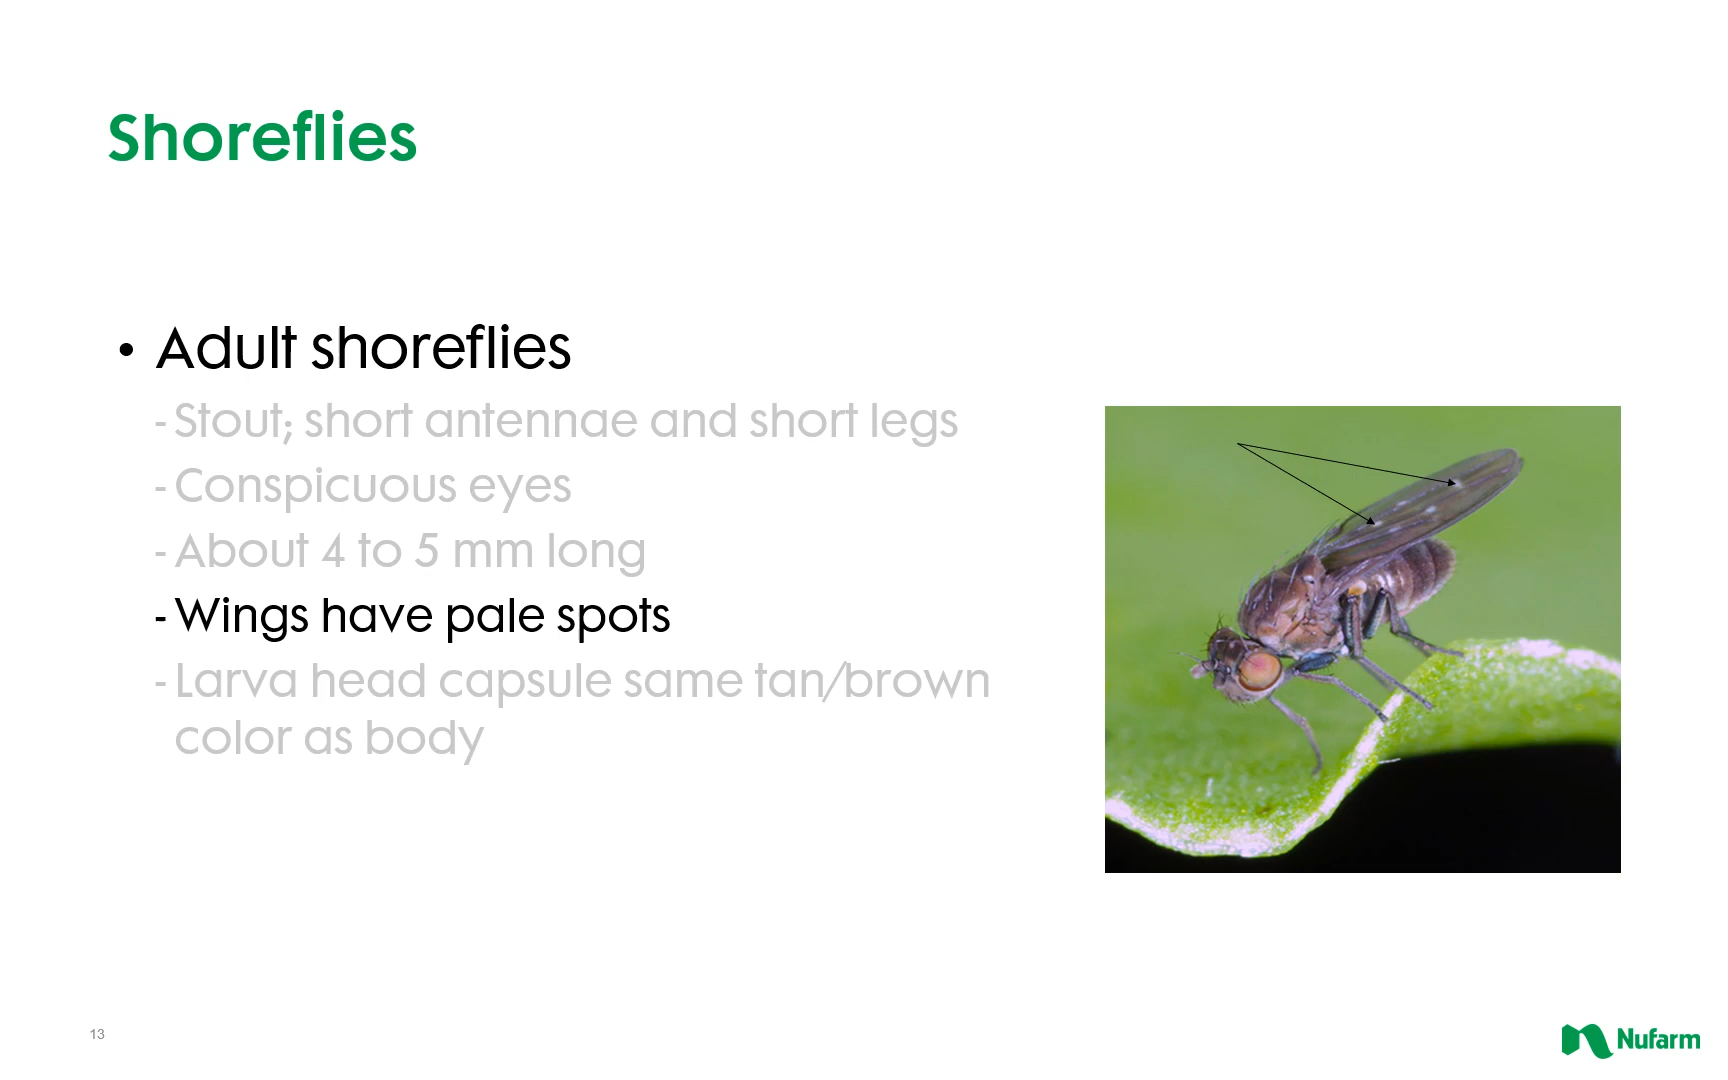 Shoreflies
• Adult shoreflies
- Stout; short antennae and short legs
- Conspicuous eyes
- About 4 to 5 mm long
- Wings have pale spots
- Larva head capsule same tan/brown
color as body
13
Nufarm